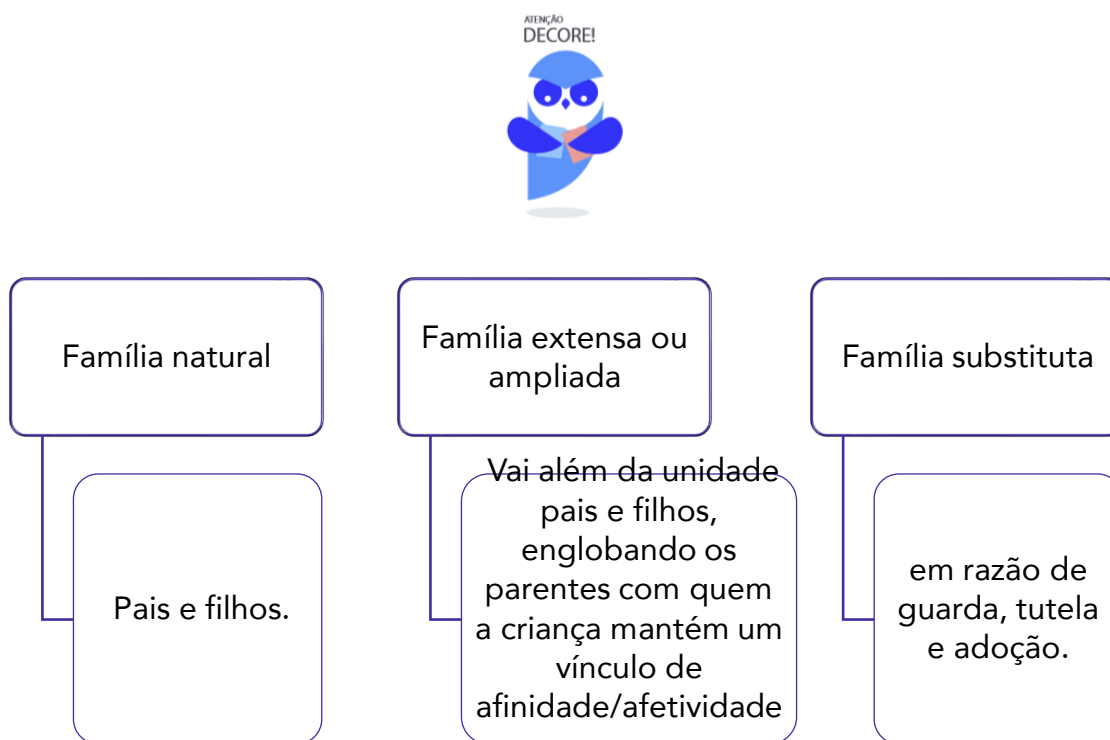 ATENÇÃO
DECORE!
Família natural
Família extensa ou
ampliada
Família substituta
Pais e filhos.
Vai além da unidade
pais e filhos,
englobando os
parentes com quem
a criança mantém um
vínculo de
afinidade/afetividade
em razão de
guarda, tutela
e adoção.